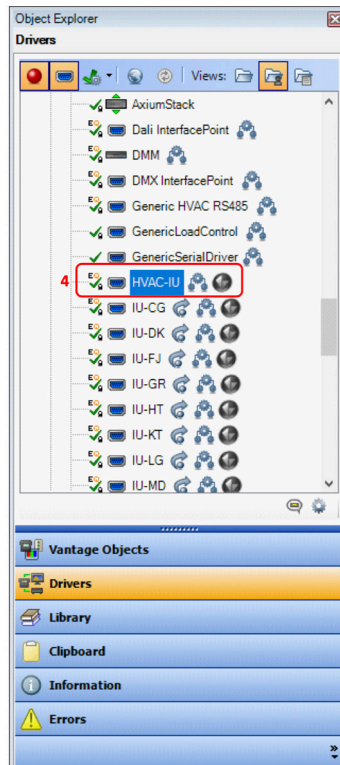 Object Explorer
Drivers
Views:
AxiumStack
Dali InterfacePoint
DMM
DMX InterfacePoint
Generic HVAC RS485
GenericLoadControl
GenericSerialDriver
4 HVAC-IU
IU-CG
IU-DK
IU-FJ
IU-GR
IU-HT
IU-KT
IU-LG
IU-MD
Vantage Objects
Drivers
Library
Clipboard
Information
Errors